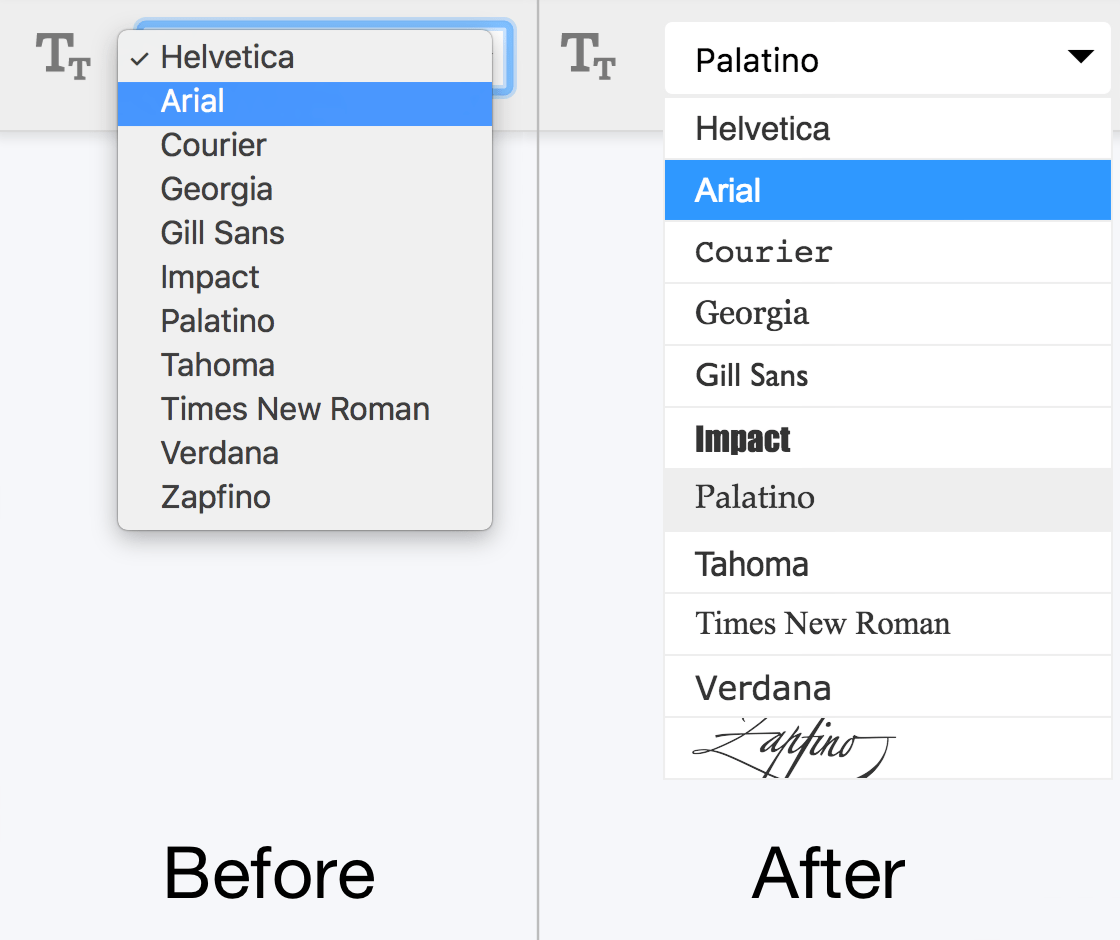 TT
Helvetica
Arial
Courier
Georgia
Gill Sans
Impact
Palatino
Tahoma
Times New Roman
Verdana
Zapfino
Before
TT
Palatino
Helvetica
Arial
Courier
Georgia
Gill Sans
Impact
Palatino
Tahoma
Times New Roman
Verdana
Zapfino
After